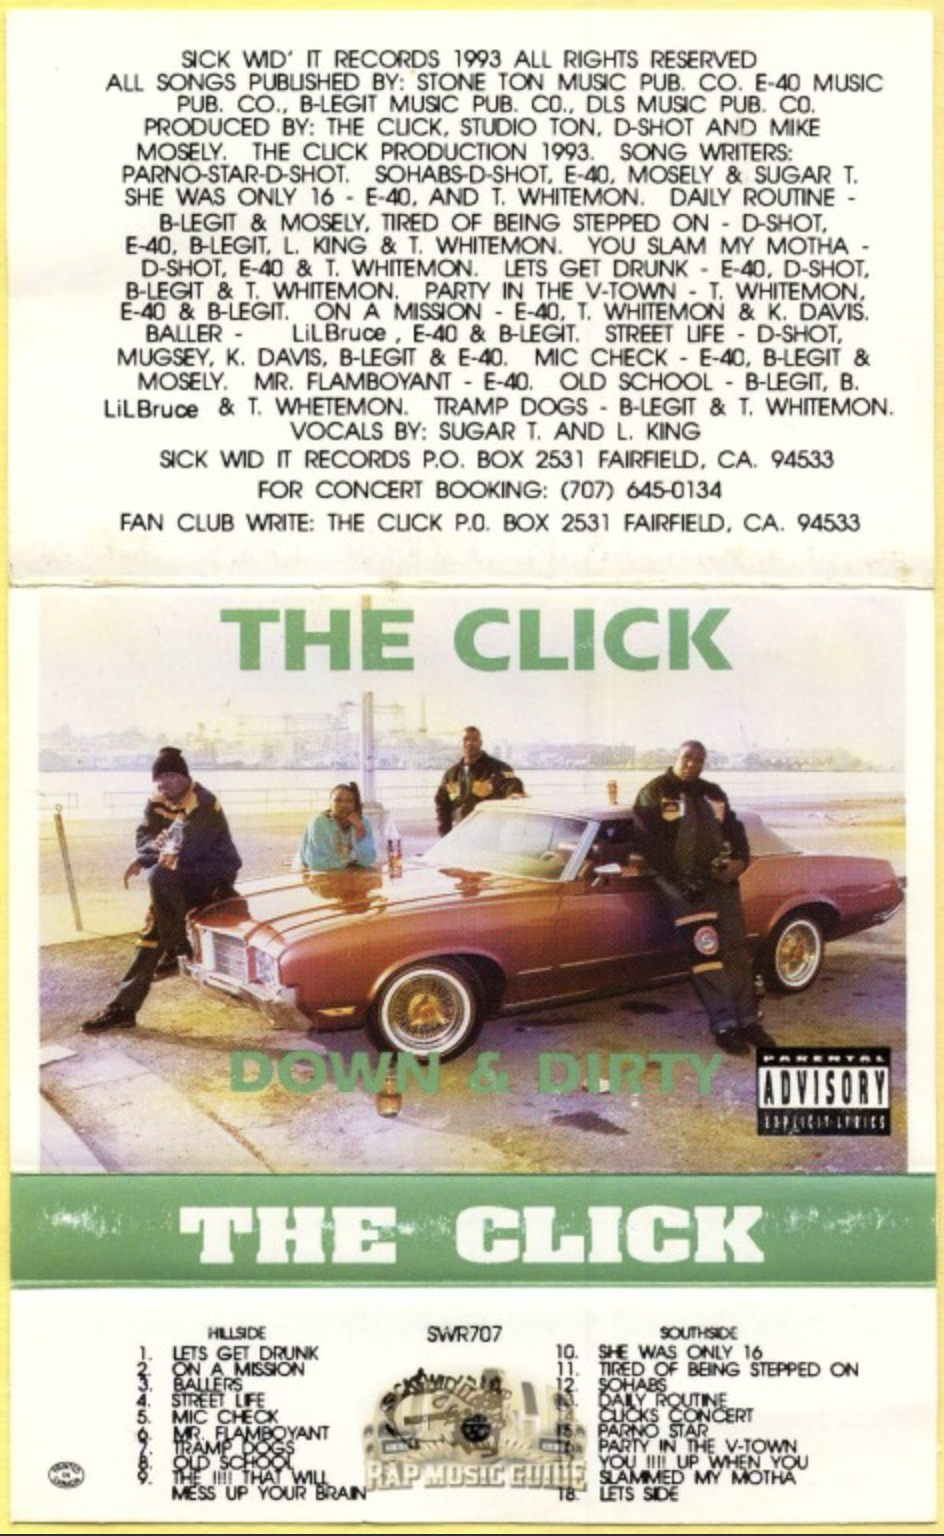 SICK WID' IT RECORDS 1993 ALL RIGHTS RESERVED
ALL SONGS PUBLISHED BY: STONE TON MUSIC PUB. CO. E-40 MUSIC
PUB. CO., B-LEGIT MUSIC PUB. CO., DLS MUSIC PUB. CO.
PRODUCED BY: THE CLICK, STUDIO TON, D-SHOT AND MIKE
MOSELY. THE CLICK PRODUCTION 1993. SONG WRITERS:
PARNO-STAR-D-SHOT. SOHABS-D-SHOT, E-40, MOSELY & SUGAR T.
SHE WAS ONLY 16 - E-40, AND T. WHITEMON. DAILY ROUTINE -
B-LEGIT & MOSELY, TIRED OF BEING STEPPED ON - D-SHOT,
E-40, B-LEGIT, L. KING & T. WHITEMON. YOU SLAM MY MOTHA -
D-SHOT, E-40 & T. WHITEMON. LETS GET DRUNK - E-40, D-SHOT,
B-LEGIT & T. WHITEMON. PARTY IN THE V-TOWN - T. WHITEMON,
E-40 & B-LEGIT. ON A MISSION - E-40, T. WHITEMON & K. DAVIS.
BALLER - LiLBruce, E-40 & B-LEGIT. STREET LIFE - D-SHOT,
MUGSEY, K. DAVIS, B-LEGIT & E-40. MIC CHECK - E-40, B-LEGIT &
MOSELY. MR. FLAMBOYANT - E-40. OLD SCHOOL - B-LEGIT, B.
LiLBruce & T. WHETEMON. TRAMP DOGS - B-LEGIT & T. WHITEMON.
VOCALS BY: SUGAR T. AND L. KING
SICK WID IT RECORDS P.O. BOX 2531 FAIRFIELD, CA. 94533
FOR CONCERT BOOKING: (707) 645-0134
FAN CLUB WRITE: THE CLICK P.O. BOX 2531 FAIRFIELD, CA. 94533
THE CLICK
DOWN & DIRTY
PARENTAL
ADVISORY
EXPLICIT LYRICS
THE CLICK
SWR707
HILLSIDE
1. LETS GET DRUNK
2. ON A MISSION
3. BALLERS
4. STREET LIFE
5. MIC CHECK
6. MR. FLAMBOYANT
7. TRAMP DOGS
8. OLD SCHOOL
9. THE !!!! THAT WILL
MESS UP YOUR BRAIN
SOUTHSIDE
10. SHE WAS ONLY 16
11. TIRED OF BEING STEPPED ON
12. SOHABS
13. DAILY ROUTINE
CLICKS CONCERT
PARNO STAR
PARTY IN THE V-TOWN
YOU !!!! UP WHEN YOU
SLAMMED MY MOTHA
18. LETS SIDE
RAP MUSIC GUIDE